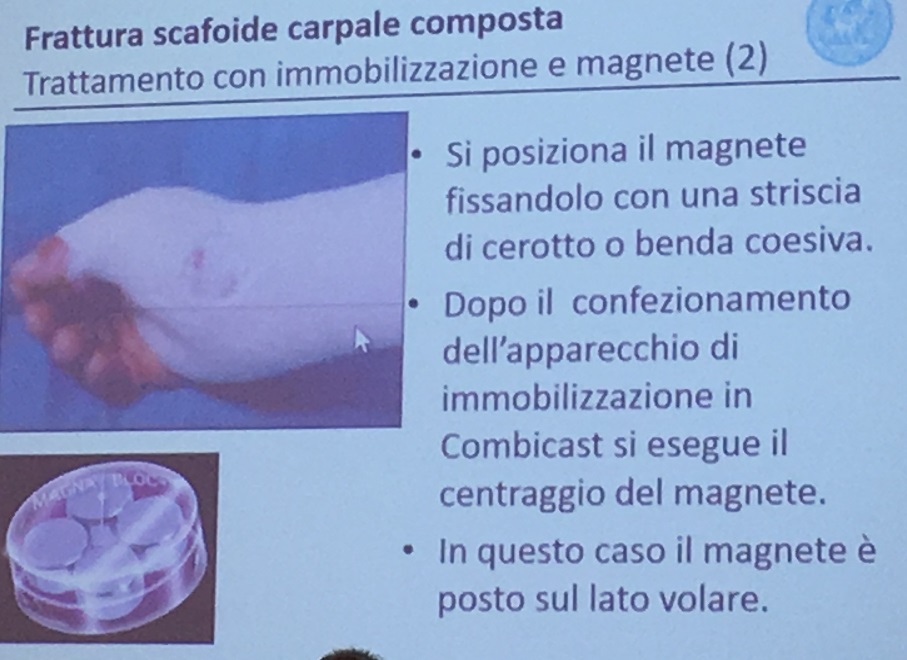 Frattura scafoide carpale composta
Trattamento con immobilizzazione e magnete (2)
• Si posiziona il magnete
fissandolo con una striscia
di cerotto o benda coesiva.
• Dopo il confezionamento
dell'apparecchio di
immobilizzazione in
Combicast si esegue il
centraggio del magnete.
• In questo caso il magnete è
posto sul lato volare.
MAGNA BLOC